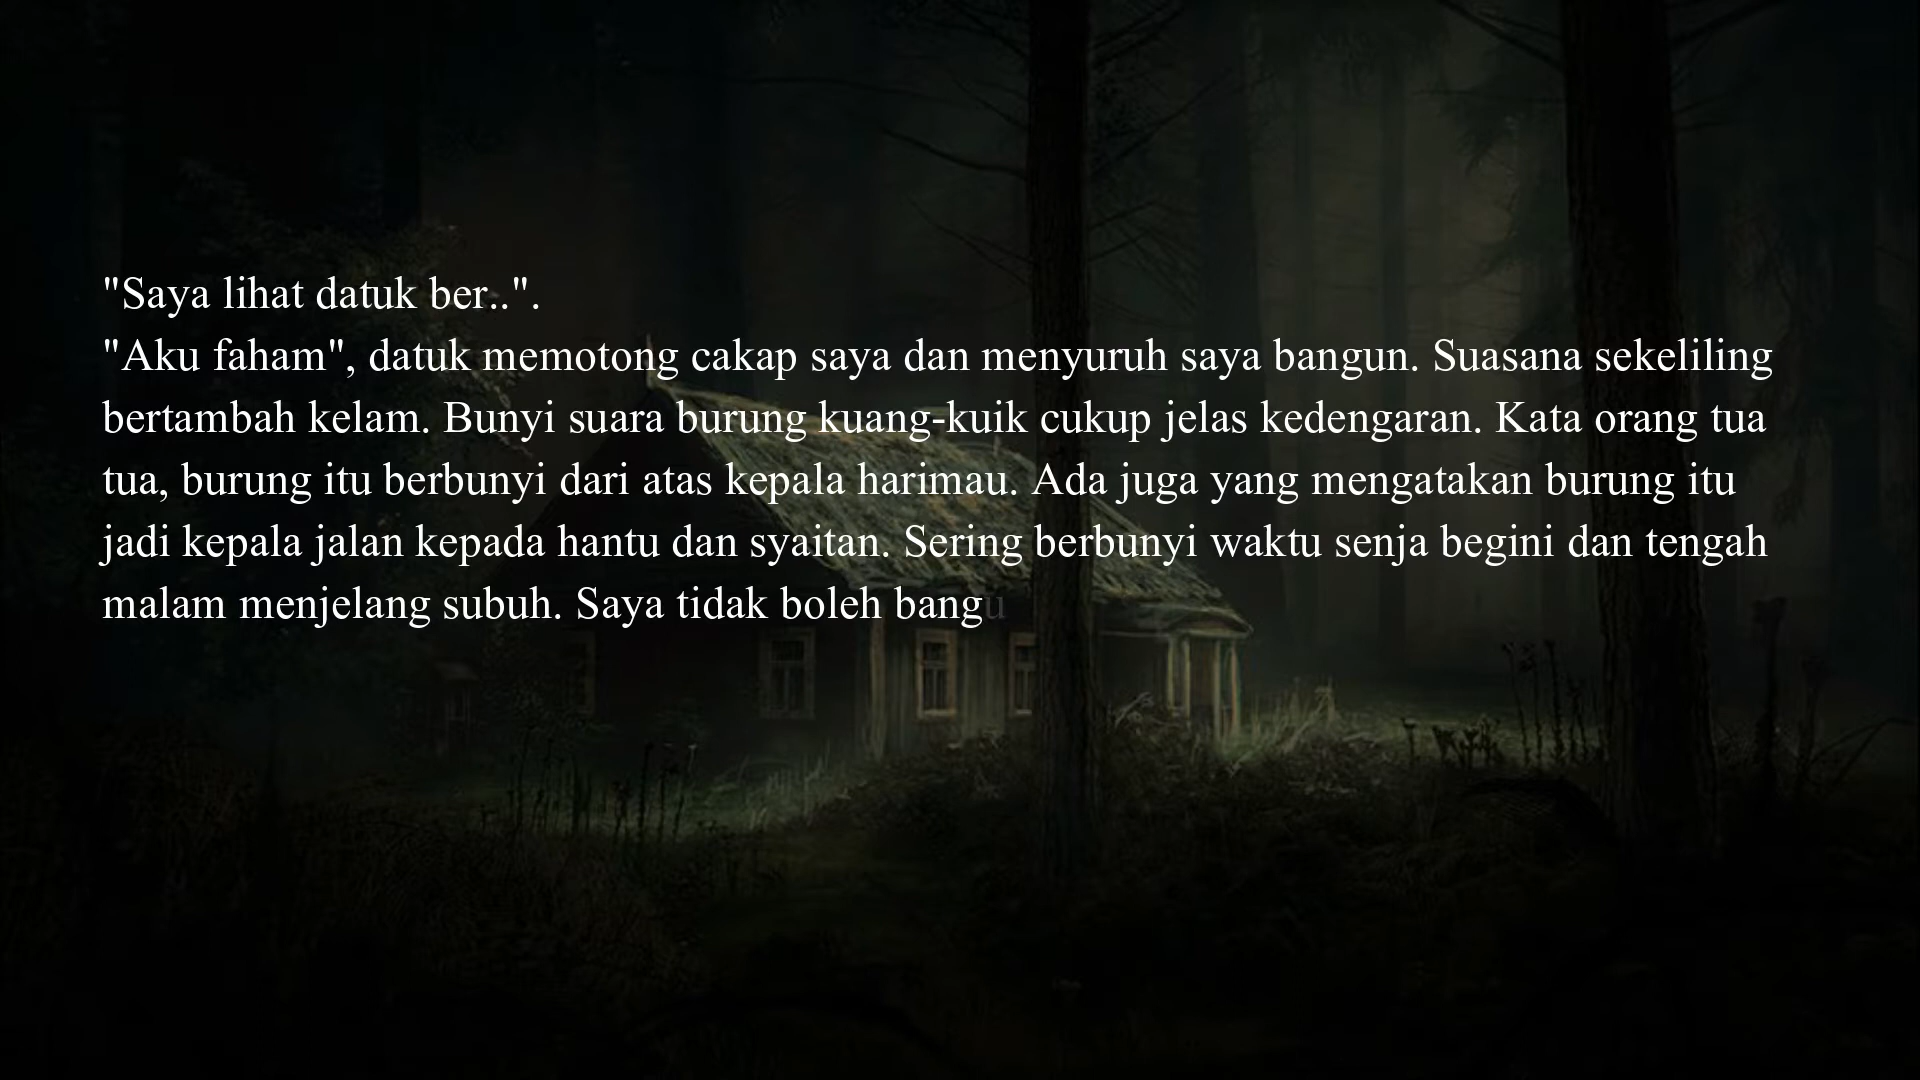 "Saya lihat datuk ber..".
"Aku faham", datuk memotong cakap saya dan menyuruh saya bangun. Suasana sekeliling
bertambah kelam. Bunyi suara burung kuang-kuik cukup jelas kedengaran. Kata orang tua
tua, burung itu berbunyi dari atas kepala harimau. Ada juga yang mengatakan burung itu
jadi kepala jalan kepada hantu dan syaitan. Sering berbunyi waktu senja begini dan tengah
malam menjelang subuh. Saya tidak boleh bangu